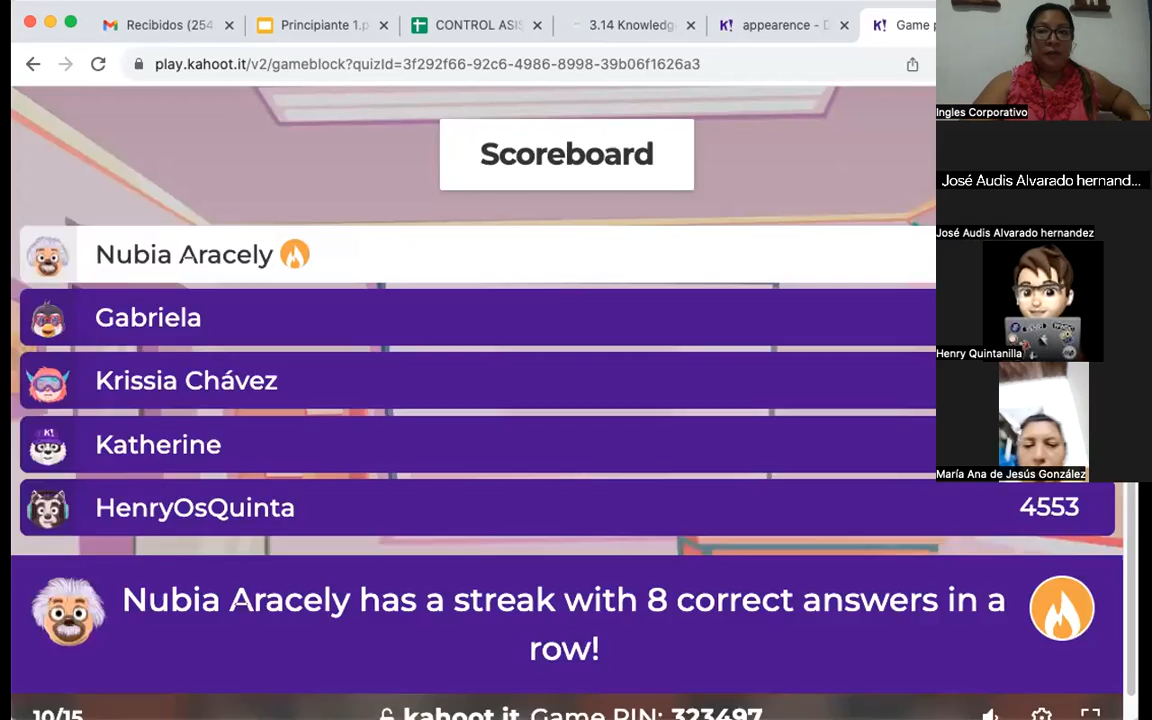 Recibidos (254
Principiante 1.p
CONTROL ASIS
3.14 Knowledg
appearence - D
Game p
play.kahoot.it/v2/gameblock?quizId=3f292f66-92c6-4986-8998-39b06f1626a3
Scoreboard
Nubia Aracely
Gabriela
Krissia Chávez
Katherine
HenryOsQuinta 4553
Nubia Aracely has a streak with 8 correct answers in a
row!
10/15
kahoot.it Game PIN: 323497
Ingles Corporativo
José Audis Alvarado hernand...
José Audis Alvarado hernandez
Henry Quintanilla
María Ana de Jesús González